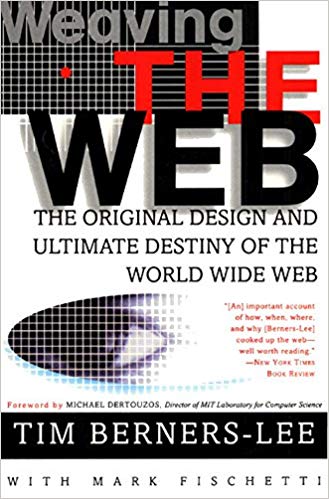 Weaving
THE
WEB
THE ORIGINAL DESIGN AND
ULTIMATE DESTINY OF THE
WORLD WIDE WEB
"[An] important account
of how, when, where,
and why [Berners-Lee]
cooked up the web—
well worth reading."
—NEW YORK TIMES
BOOK REVIEW
Foreword by MICHAEL DERTOUZOS, Director of MIT Laboratory for Computer Science
TIM BERNERS-LEE
WITH MARK FISCHETTI